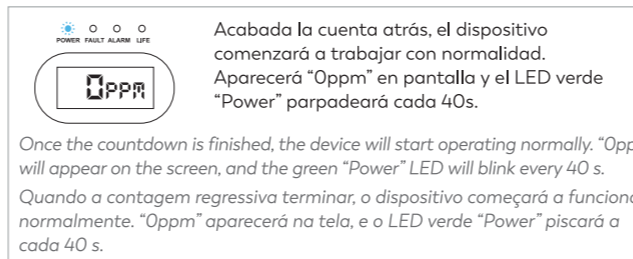 POWER FAULT ALARM LIFE
0ppm
Acabada la cuenta atrás, el dispositivo
comenzará a trabajar con normalidad.
Aparecerá “0ppm” en pantalla y el LED verde
“Power” parpadeará cada 40s.
Once the countdown is finished, the device will start operating normally. “0pp
will appear on the screen, and the green “Power” LED will blink every 40 s.
Quando a contagem regressiva terminar, o dispositivo começará a funciona
normalmente. “0ppm” aparecerá na tela, e o LED verde “Power” piscará a
cada 40 s.